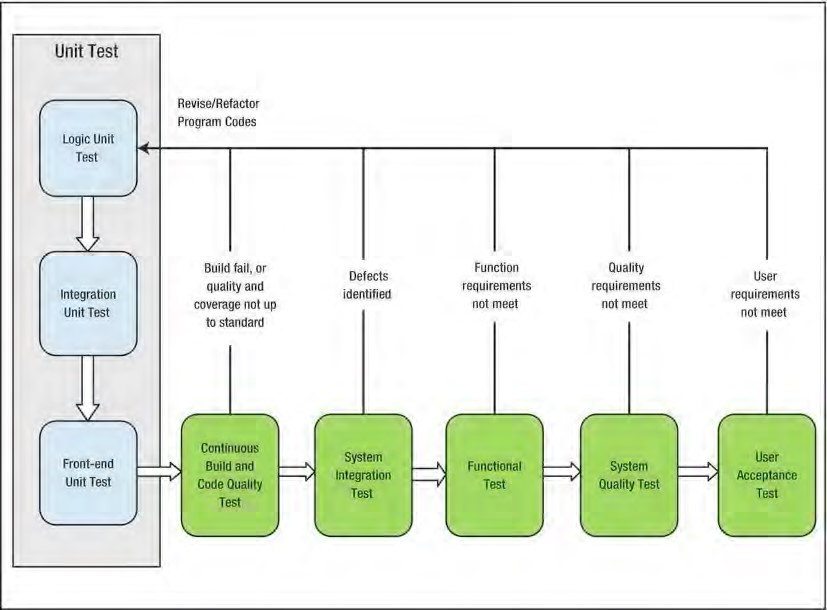 Unit Test
Revise/Refactor
Program Codes
Logic Unit
Test
Build fail, or
quality and
coverage not up
to standard
Defects
identified
Function
requirements
not meet
Quality
requirements
not meet
User
requirements
not meet
Integration
Unit Test
Front-end
Unit Test
Continuous
Build and
Code Quality
Test
System
Integration
Test
Functional
Test
System
Quality Test
User
Acceptance
Test